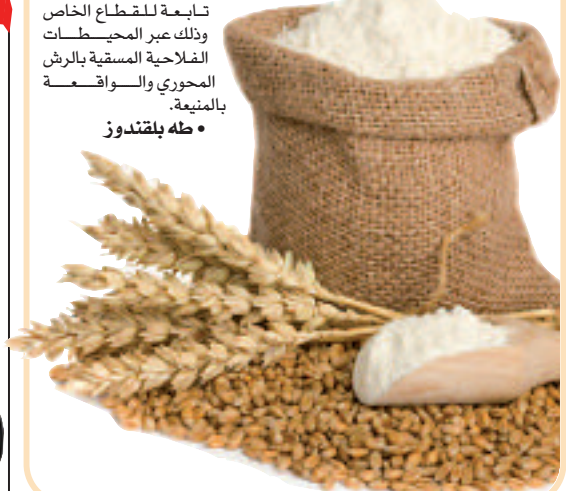 تابعة للقطاع الخاص
وذلك عبر المحيطات
الفلاحية المسقية بالرش
المحوري والواقعة
بالمنيعة.
• طه بلقندوز